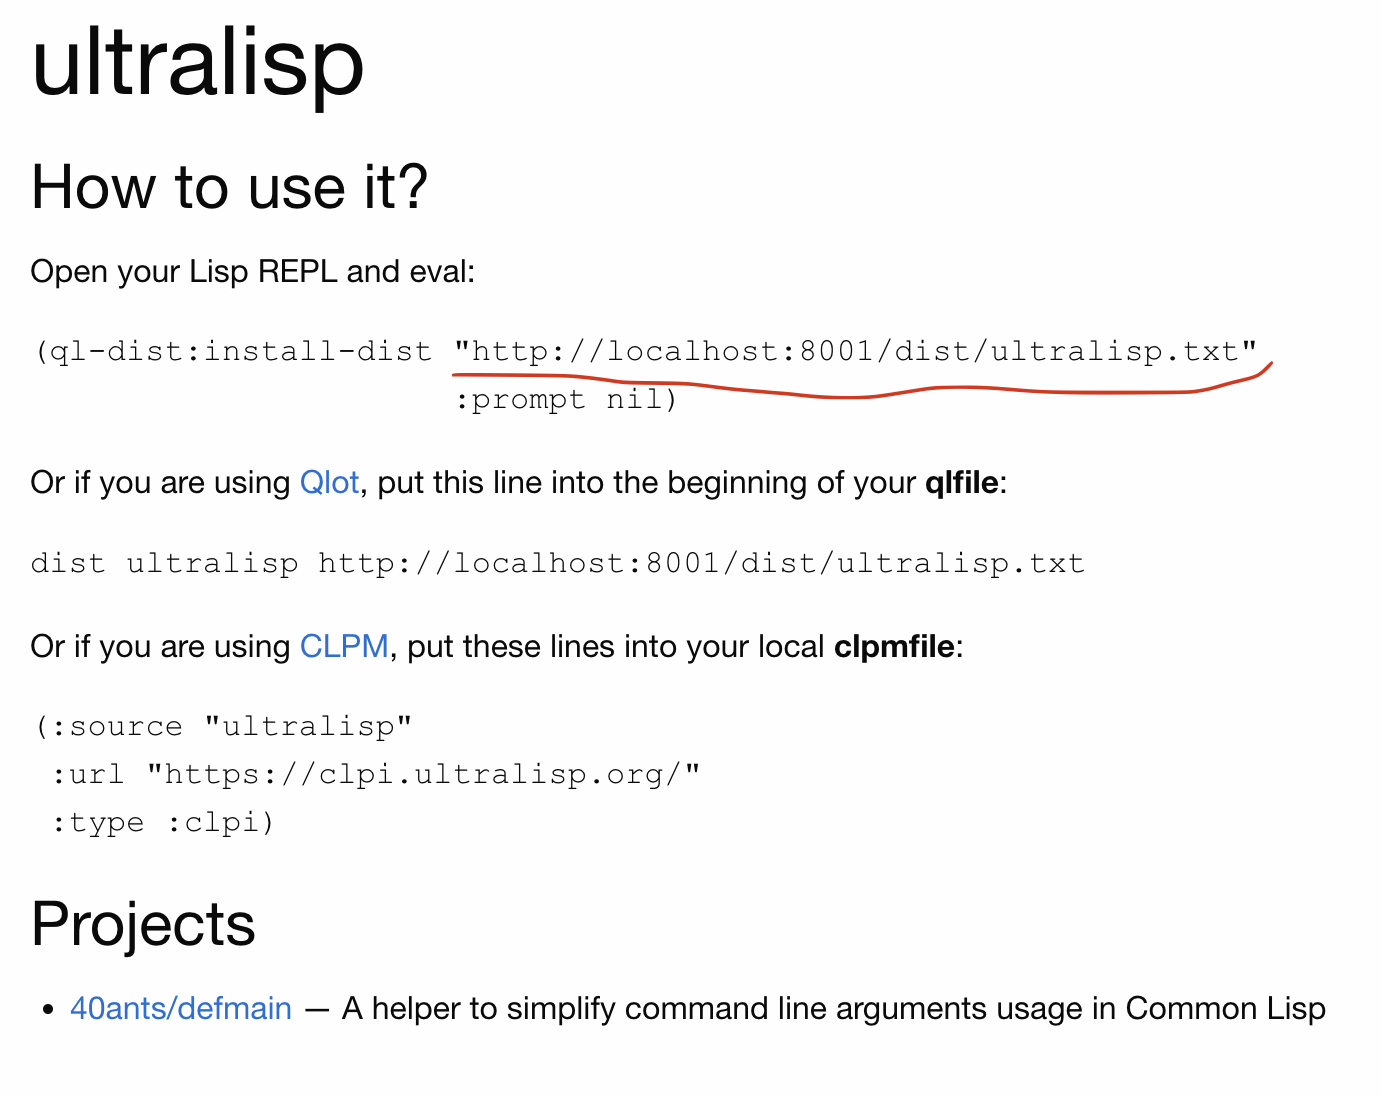 ultralisp
How to use it?
Open your Lisp REPL and eval:
(ql-dist:install-dist "http://localhost:8001/dist/ultralisp.txt"
:prompt nil)
Or if you are using Qlot, put this line into the beginning of your qlfile:
dist ultralisp http://localhost:8001/dist/ultralisp.txt
Or if you are using CLPM, put these lines into your local clpmfile:
(:source "ultralisp"
:url "https://clpi.ultralisp.org/"
:type :clpi)
Projects
• 40ants/defmain — A helper to simplify command line arguments usage in Common Lisp